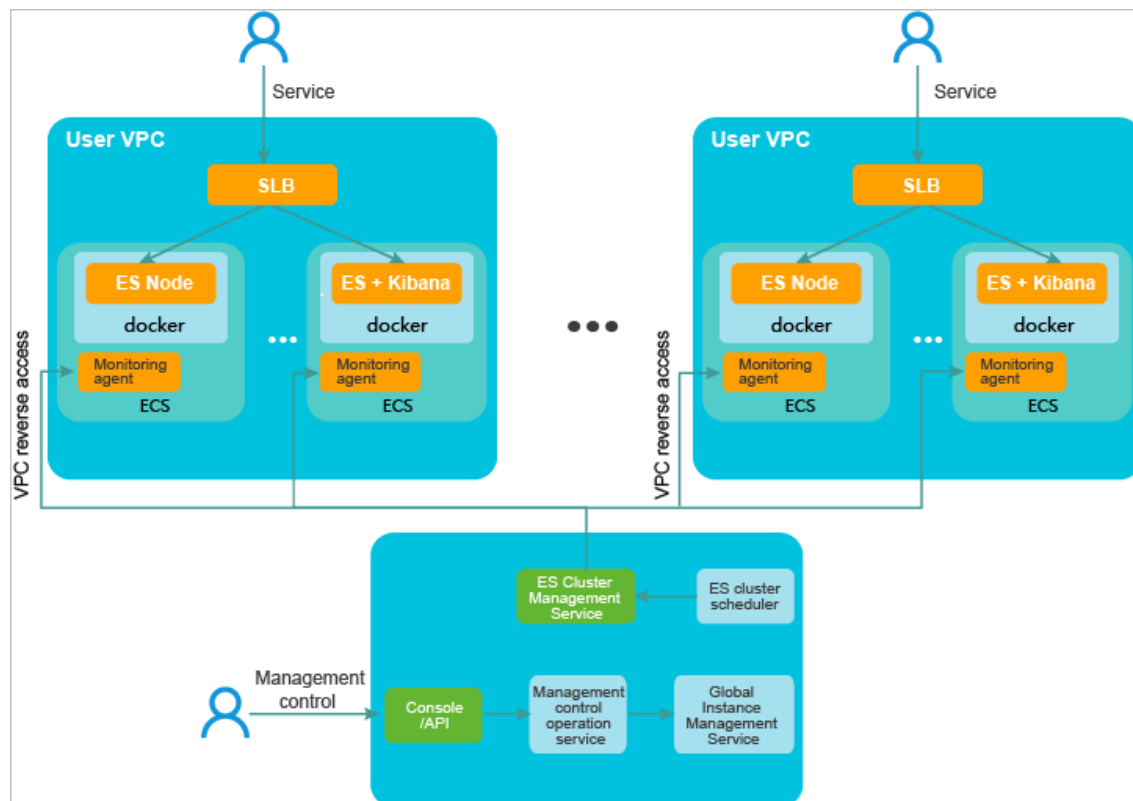 Service
Service
User VPC
User VPC
SLB
SLB
ES Node
ES + Kibana
ES Node
ES + Kibana
docker
docker
docker
docker
...
...
...
Monitoring
agent
Monitoring
agent
Monitoring
agent
Monitoring
agent
ECS
ECS
ECS
ECS
VPC reverse access
VPC reverse access
ES Cluster
Management
Service
ES cluster
scheduler
Management
control
Console
/API
Management
control
operation
service
Global
Instance
Management
Service